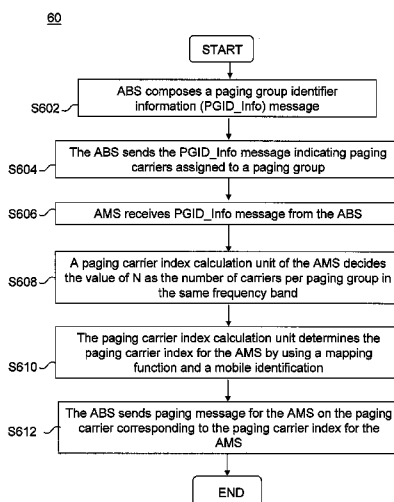 60
START
ABS composes a paging group identifier
information (PGID_Info) message
S602
The ABS sends the PGID_Info message indicating paging
carriers assigned to a paging group
S604
AMS receives PGID_Info message from the ABS
S606
A paging carrier index calculation unit of the AMS decides
the value of N as the number of carriers per paging group in
the same frequency band
S608
The paging carrier index calculation unit determines the
paging carrier index for the AMS by using a mapping
function and a mobile identification
S610
The ABS sends paging message for the AMS on the paging
carrier corresponding to the paging carrier index for the
AMS
S612
END